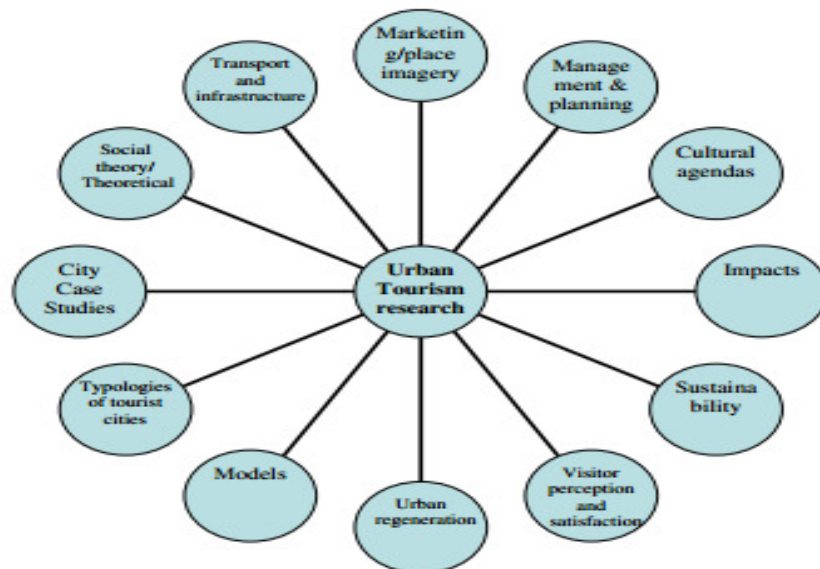 Marketin
g/place
imagery
Manage
ment &
planning
Cultural
agendas
Impacts
Sustaina
bility
Visitor
perception
and
satisfaction
Urban
regeneration
Models
Typologies
of tourist
cities
City
Case
Studies
Social
theory/
Theoretical
Transport
and
infrastructure
Urban
Tourism
research